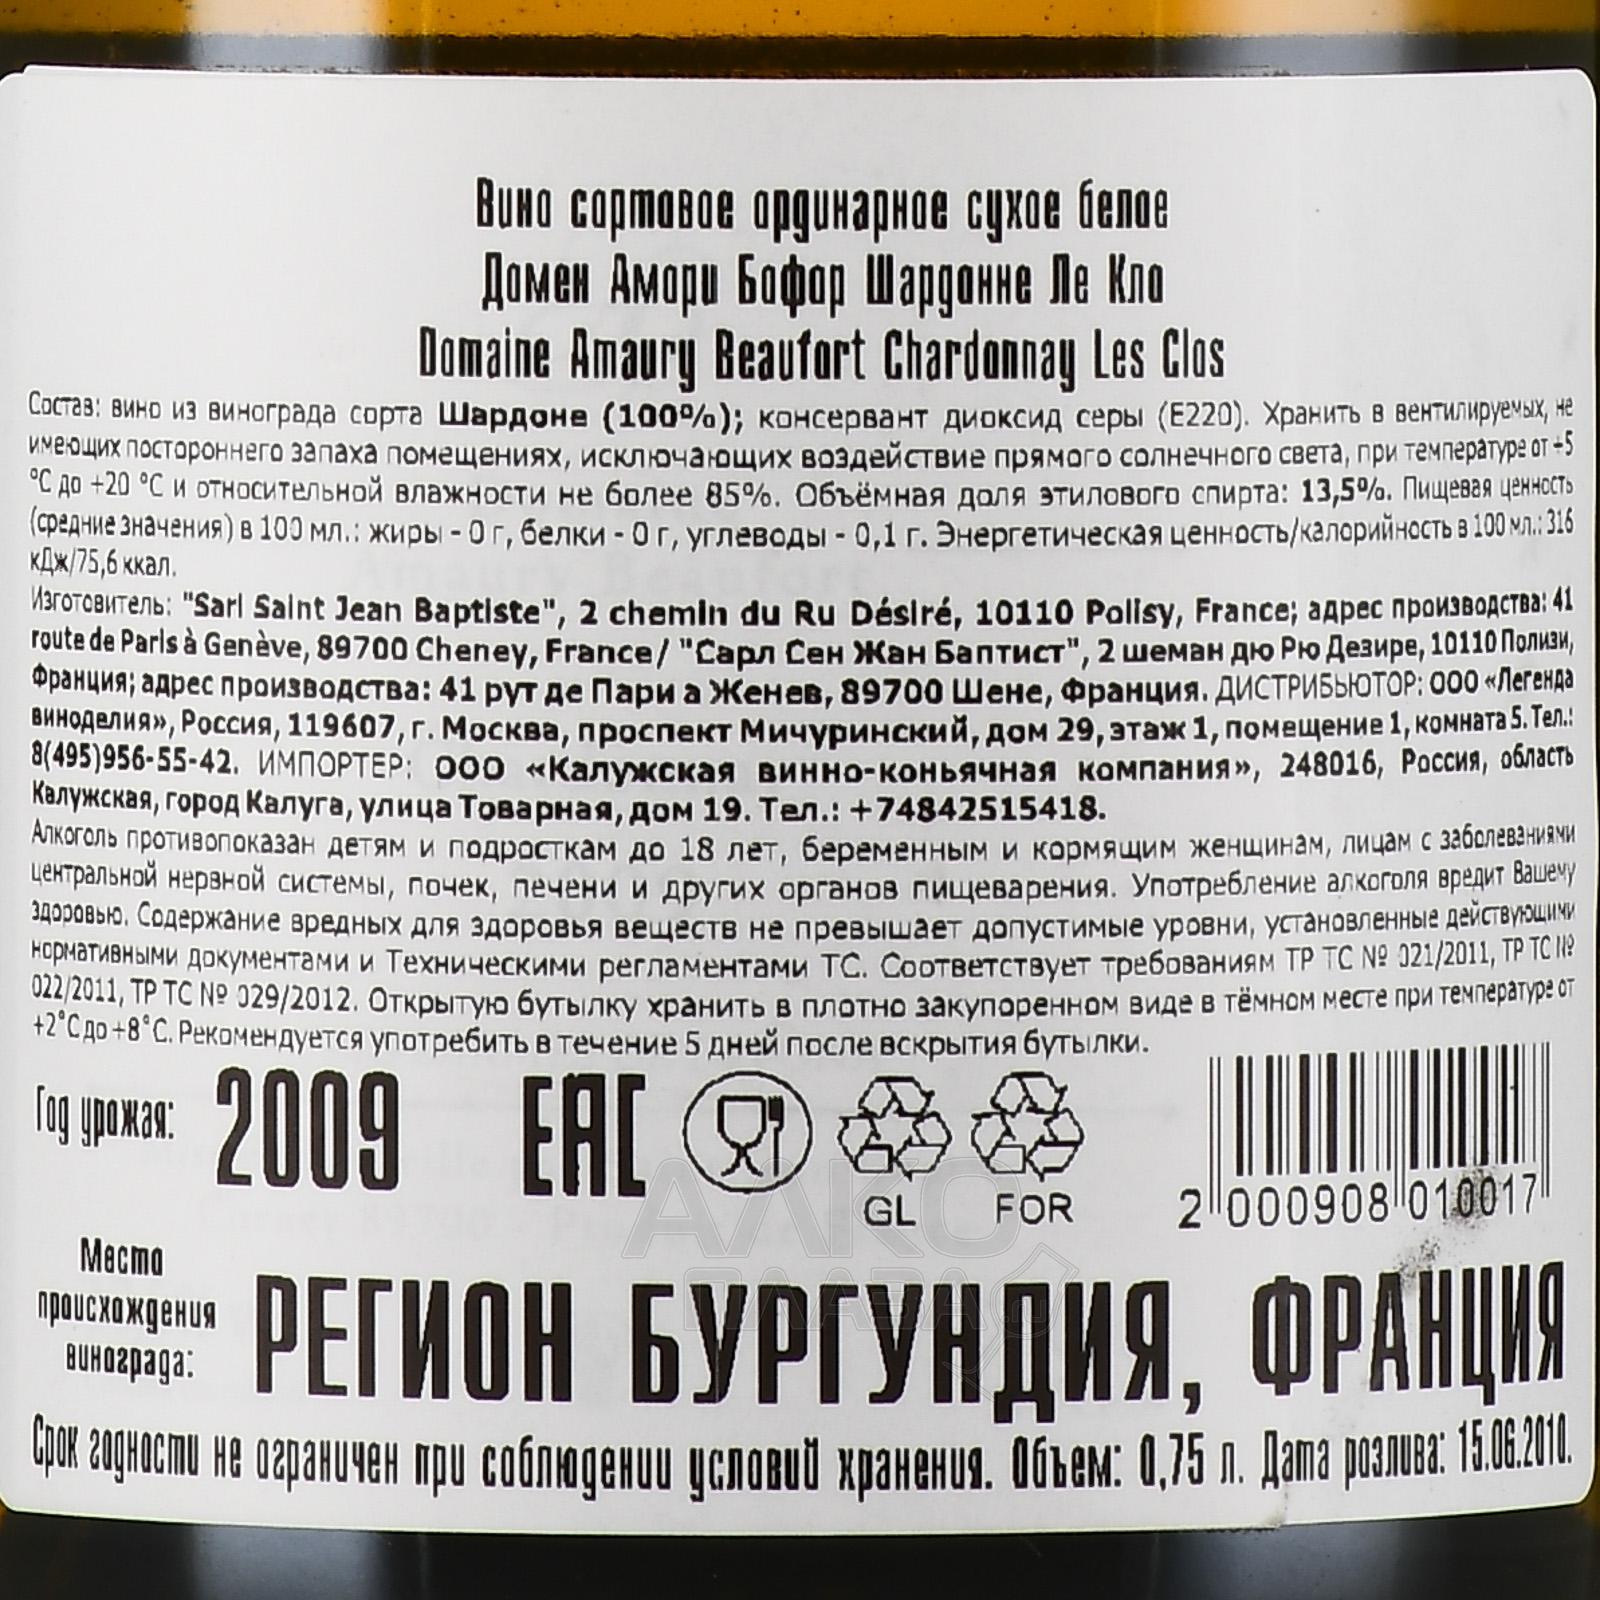 Вино сортовое ординарное сухое белое
Домен Амори Бофор Шардонне Ле Кло
Domaine Amaury Beaufort Chardonnay Les Clos
Состав: вино из винограда сорта Шардоне (100%); консервант диоксид серы (E220). Хранить в вентилируемых, не
имеющих постороннего запаха помещениях, исключающих воздействие прямого солнечного света, при температуре от +5
°C до +20 °C и относительной влажности не более 85%. Объёмная доля этилового спирта: 13,5%. Пищевая ценность
(средние значения) в 100 мл.: жиры - 0 г, белки - 0 г, углеводы - 0,1 г. Энергетическая ценность/калорийность в 100 мл.: 316
кДж/75,6 ккал.
Изготовитель: "Sarl Saint Jean Baptiste", 2 chemin du Ru Désiré, 10110 Polisy, France; адрес производства: 41
route de Paris à Genève, 89700 Cheney, France/ "Сарл Сен Жан Баптист", 2 шеман дю Рю Дезире, 10110 Полизи,
Франция; адрес производства: 41 рут де Пари а Женев, 89700 Шене, Франция. ДИСТРИБЬЮТОР: ООО «Легенда
виноделия», Россия, 119607, г. Москва, проспект Мичуринский, дом 29, этаж 1, помещение 1, комната 5. Тел.:
8(495)956-55-42. ИМПОРТЕР: ООО «Калужская винно-коньячная компания», 248016, Россия, область
Калужская, город Калуга, улица Товарная, дом 19. Тел.: +74842515418.
Алкоголь противопоказан детям и подросткам до 18 лет, беременным и кормящим женщинам, лицам с заболеваниями
центральной нервной системы, почек, печени и других органов пищеварения. Употребление алкоголя вредит Вашему
здоровью. Содержание вредных для здоровья веществ не превышает допустимые уровни, установленные действующими
нормативными документами и Техническими регламентами ТС. Соответствует требованиям ТР ТС № 021/2011, ТР ТС №
022/2011, ТР ТС № 029/2012. Открытую бутылку хранить в плотно закупоренном виде в тёмном месте при температуре от
+2°C до +8°C. Рекомендуется употребить в течение 5 дней после вскрытия бутылки.
Год урожая: 2009 EAC
GL FOR
2 000908 010017
Место
происхождения
винограда:
РЕГИОН БУРГУНДИЯ, ФРАНЦИЯ
Срок годности не ограничен при соблюдении условий хранения. Объем: 0,75 л. Дата розлива: 15.06.2010.
АЛКО
ПЛАЗА.ru